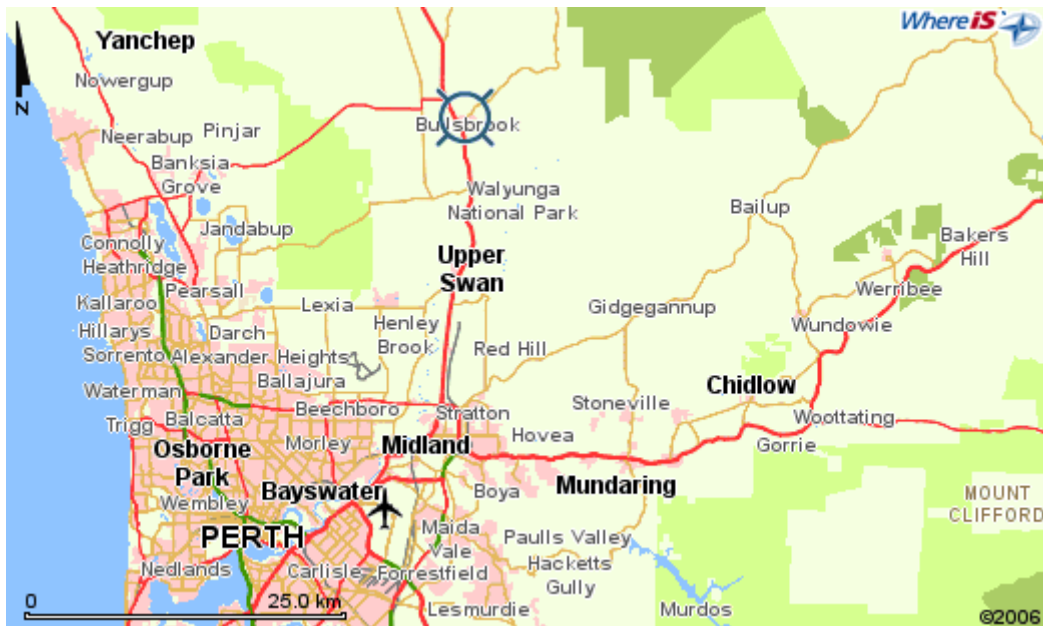 WhereiS
Yanchep
Nowergup
N
Neerabup
Pinjar
Bullsbrook
Banksia
Grove
Walyunga
National Park
Bailup
Jandabup
Connolly
Bakers
Hill
Upper
Swan
Heathridge
Pearsall
Werribee
Kallaroo
Lexia
Gidgegannup
Henley
Brook
Hillarys
Darch
Wundowie
Sorrento
Alexander Heights
Red Hill
Ballajura
Chidlow
Waterman
Beechboro
Stratton
Stoneville
Trigg
Balcatta
Woottating
Morley
Midland
Hovea
Gorrie
Osborne
Park
Bayswater
Boya
Mundaring
MOUNT
CLIFFORD
Wembley
PERTH
Maida
Vale
Paulls Valley
Hacketts
Gully
Nedlands
Carlisle
Forrestfield
0
25.0 km
Lesmurdie
Murdos
©2006